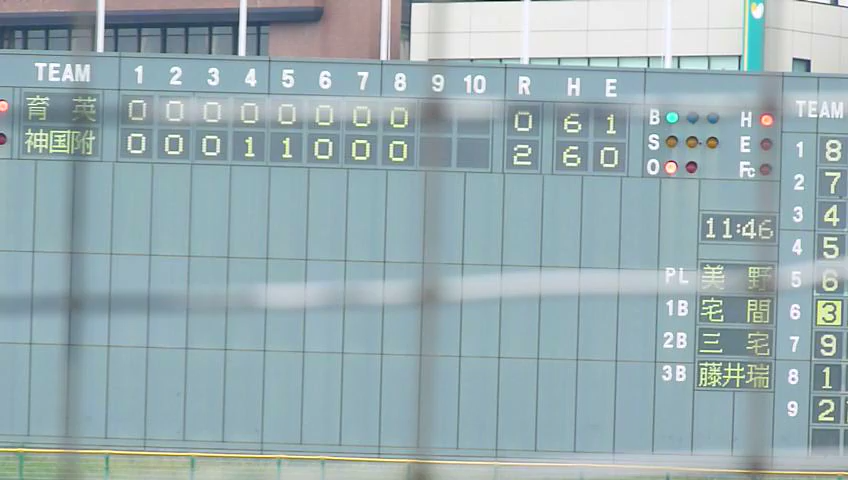 TEAM 1 2 3 4 5 6 7 8 9 10 R H E
育英 0 0 0 0 0 0 0 0 0 6 1
神国附 0 0 0 1 1 0 0 0 2 6 0
B H
S E
O Fc
11:46
PL 美野
1B 宅間
2B 三宅
3B 藤井瑞
TEAM
1 8
2 7
3 4
4 5
5 6
6 3
7 9
8 1
9 2